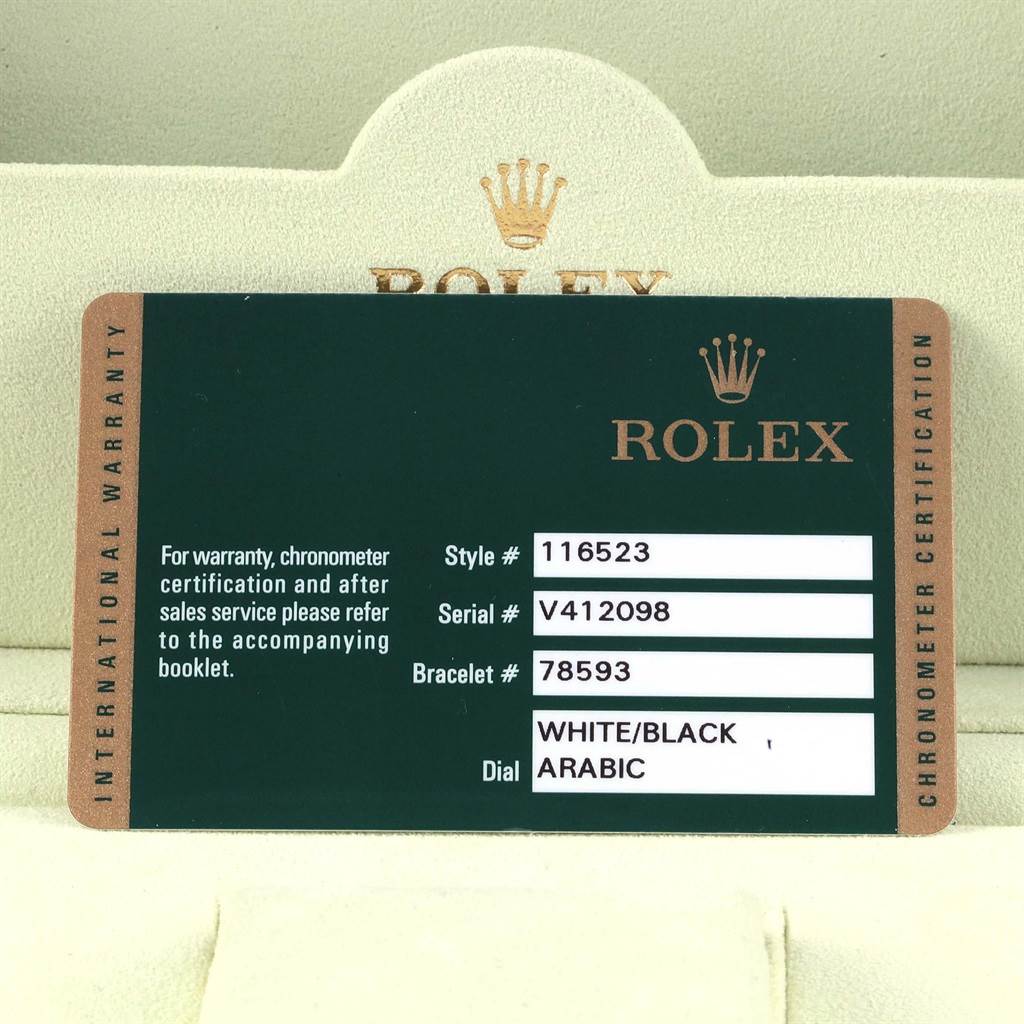 ROLEX
ROLEX
INTERNATIONAL WARRANTY
CHRONOMETER CERTIFICATION
For warranty, chronometer
certification and after
sales service please refer
to the accompanying
booklet.
Style # 116523
Serial # V412098
Bracelet # 78593
WHITE/BLACK
Dial ARABIC